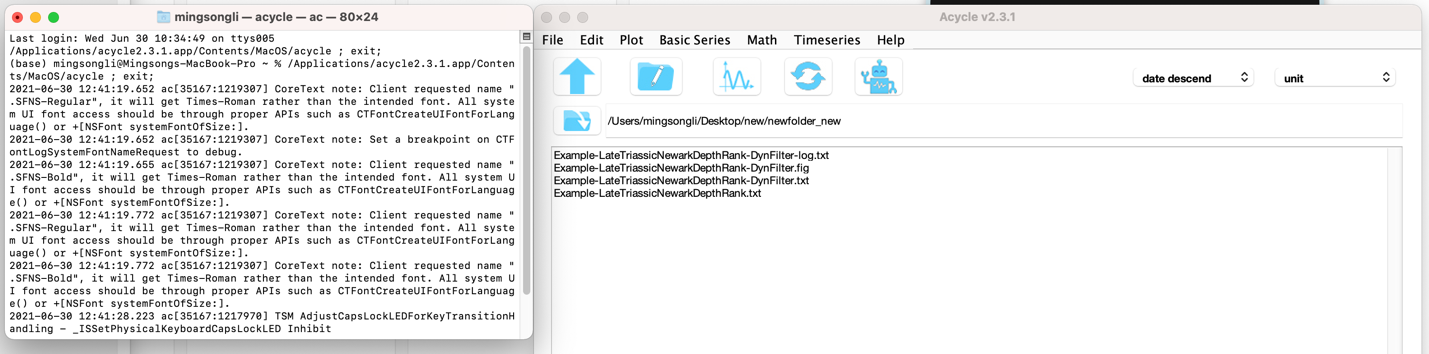 mingsongli — acycle — ac — 80×24
Last login: Wed Jun 30 10:34:49 on ttys005
/Applications/acycle2.3.1.app/Contents/MacOS/acycle ; exit;
(base) mingsongli@Mingsongs-MacBook-Pro ~ % /Applications/acycle2.3.1.app/Conten
ts/MacOS/acycle ; exit;
2021-06-30 12:41:19.652 ac[35167:1219307] CoreText note: Client requested name "
.SFNS-Regular", it will get Times-Roman rather than the intended font. All syste
m UI font access should be through proper APIs such as CTFontCreateUIFontForLang
uage() or +[NSFont systemFontOfSize:].
2021-06-30 12:41:19.652 ac[35167:1219307] CoreText note: Set a breakpoint on CTF
ontLogSystemFontNameRequest to debug.
2021-06-30 12:41:19.655 ac[35167:1219307] CoreText note: Client requested name "
.SFNS-Bold", it will get Times-Roman rather than the intended font. All system U
I font access should be through proper APIs such as CTFontCreateUIFontForLanguag
e() or +[NSFont systemFontOfSize:].
2021-06-30 12:41:19.772 ac[35167:1219307] CoreText note: Client requested name "
.SFNS-Regular", it will get Times-Roman rather than the intended font. All syste
m UI font access should be through proper APIs such as CTFontCreateUIFontForLang
uage() or +[NSFont systemFontOfSize:].
2021-06-30 12:41:19.772 ac[35167:1219307] CoreText note: Client requested name "
.SFNS-Bold", it will get Times-Roman rather than the intended font. All system U
I font access should be through proper APIs such as CTFontCreateUIFontForLanguag
e() or +[NSFont systemFontOfSize:].
2021-06-30 12:41:28.223 ac[35167:1217970] TSM AdjustCapsLockLEDForKeyTransitionH
andling - _ISSetPhysicalKeyboardCapsLockLED Inhibit
Acycle v2.3.1
File Edit Plot Basic Series Math Timeseries Help
date descend unit
/Users/mingsongli/Desktop/new/newfolder_new
Example-LateTriassicNewarkDepthRank-DynFilter-log.txt
Example-LateTriassicNewarkDepthRank-DynFilter.fig
Example-LateTriassicNewarkDepthRank-DynFilter.txt
Example-LateTriassicNewarkDepthRank.txt